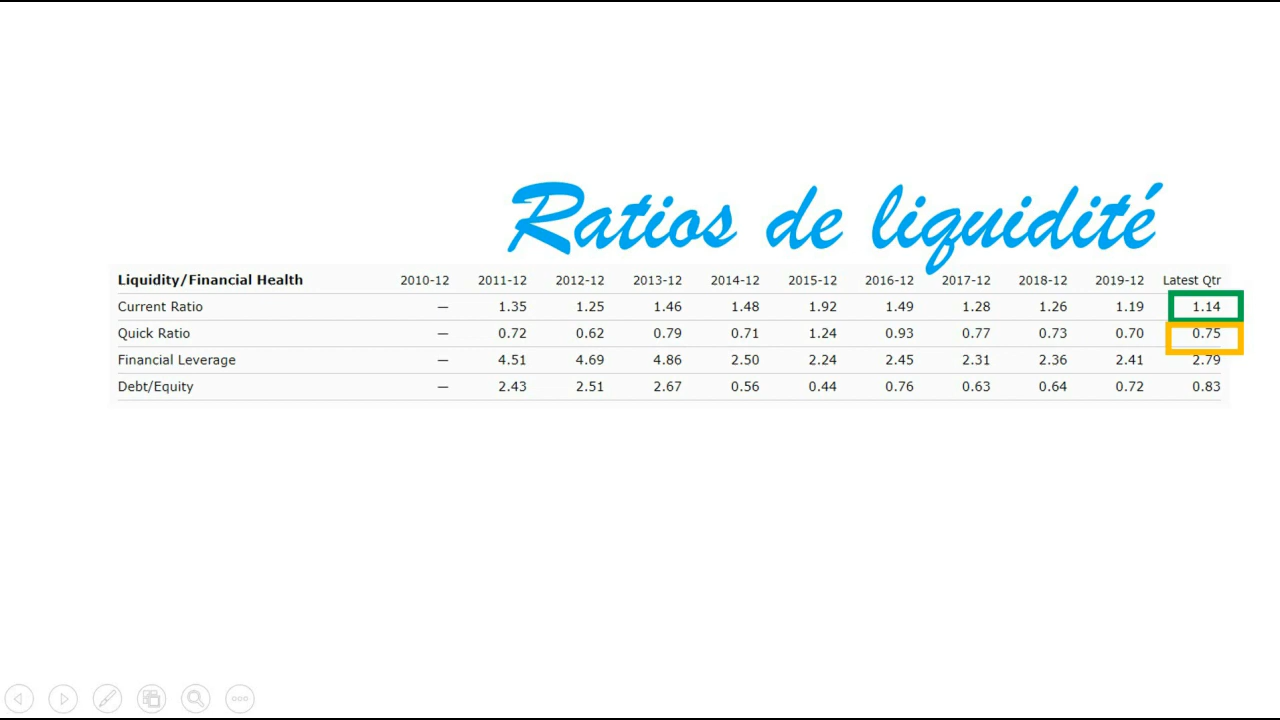 Ratios de liquidité
Liquidity/Financial Health 2010-12 2011-12 2012-12 2013-12 2014-12 2015-12 2016-12 2017-12 2018-12 2019-12 Latest Qtr
Current Ratio — 1.35 1.25 1.46 1.48 1.92 1.49 1.28 1.26 1.19 1.14
Quick Ratio — 0.72 0.62 0.79 0.71 1.24 0.93 0.77 0.73 0.70 0.75
Financial Leverage — 4.51 4.69 4.86 2.50 2.24 2.45 2.31 2.36 2.41 2.79
Debt/Equity — 2.43 2.51 2.67 0.56 0.44 0.76 0.63 0.64 0.72 0.83